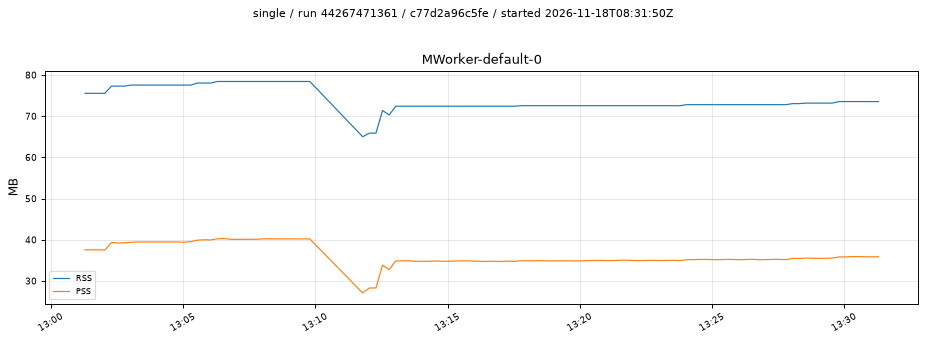 single / run 44267471361 / c77d2a96c5fe / started 2026-11-18T08:31:50Z
MWorker-default-0
MB
80
70
60
50
40
30
RSS
PSS
13:00
13:05
13:10
13:15
13:20
13:25
13:30